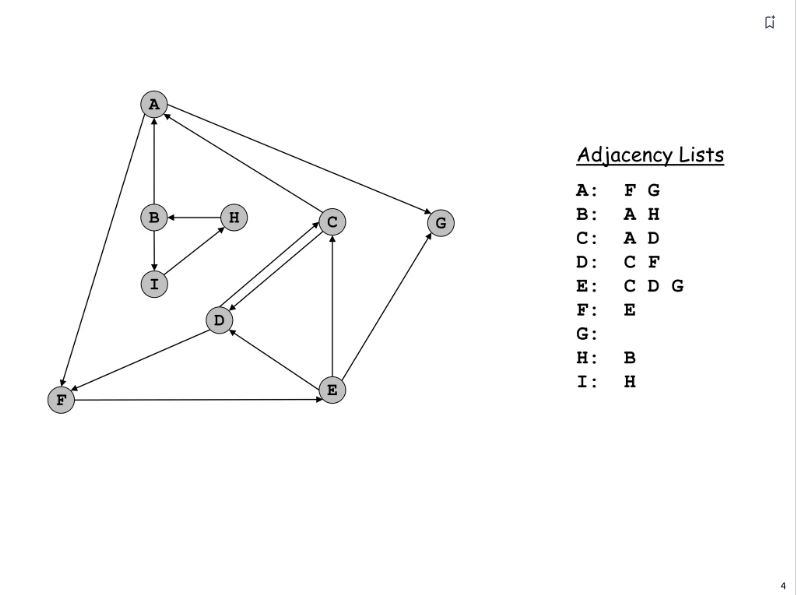 A
Adjacency Lists
A: F G
B: A H
C: A D
D: C F
E: C D G
F: E
G:
H: B
I: H
B H C G
I
D
E
F
4